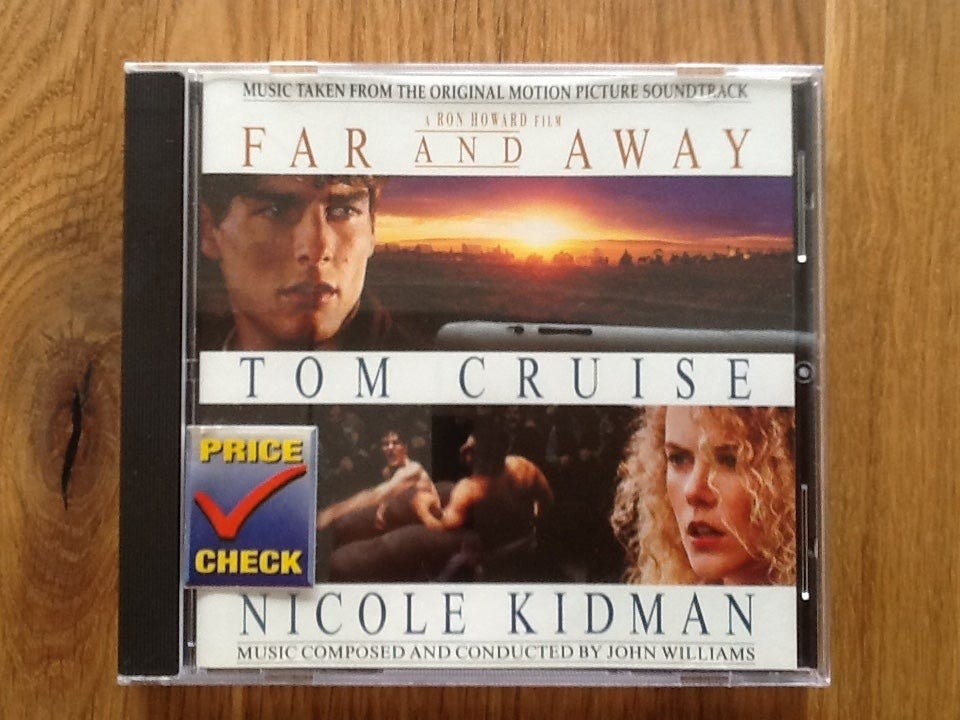 MUSIC TAKEN FROM THE ORIGINAL MOTION PICTURE SOUNDTRACK
A RON HOWARD FILM
FAR AND AWAY
TOM CRUISE
PRICE
CHECK
NICOLE KIDMAN
MUSIC COMPOSED AND CONDUCTED BY JOHN WILLIAMS